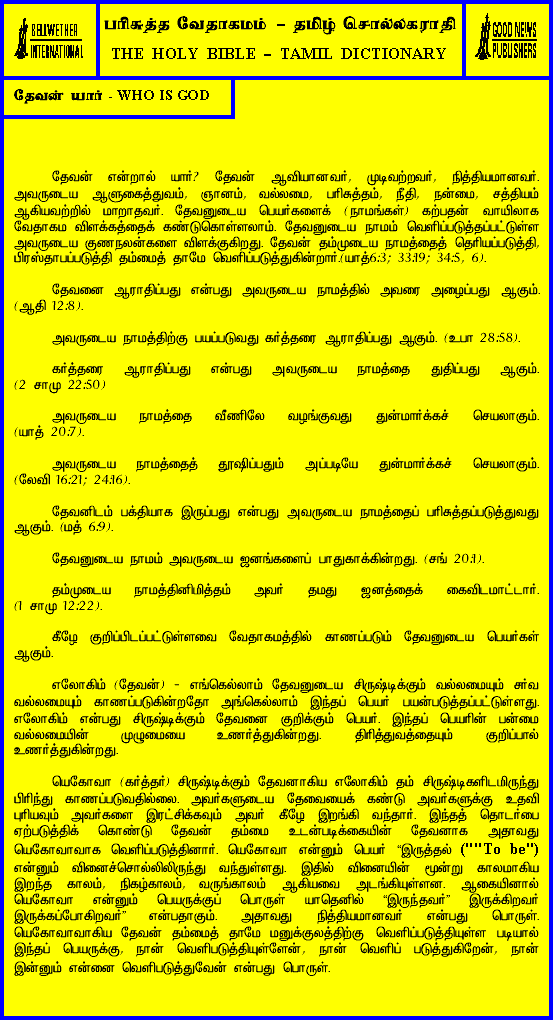 BELLWETHER
INTERNATIONAL
பரிசுத்த வேதாகமம் – தமிழ் சொல்லகராதி
THE HOLY BIBLE – TAMIL DICTIONARY
GOOD NEWS
PUBLISHERS
தேவன் யார் - WHO IS GOD
தேவன் என்றால் யார்? தேவன் ஆவியானவர், முடிவற்றவர், நித்தியமானவர்.
அவருடைய ஆளுகைத்துவம், ஞானம், வல்லமை, பரிசுத்தம், நீதி, நன்மை, சத்தியம்
ஆகியவற்றில் மாறாதவர். தேவனுடைய பெயர்களைக் (நாமங்கள்) கற்பதன் வாயிலாக
வேதாகம விளக்கத்தைக் கண்டுகொள்ளலாம். தேவனுடைய நாமம் வெளிப்படுத்தப்பட்டுள்ள
அவருடைய குணநலன்களை விளக்குகிறது. தேவன் தம்முடைய நாமத்தைத் தெரியப்படுத்தி,
பிரஸ்தாபப்படுத்தி தம்மைத் தாமே வெளிப்படுத்துகின்றார்.(யாத்6:3; 33:19; 34:5, 6).
தேவனை ஆராதிப்பது என்பது அவருடைய நாமத்தில் அவரை அழைப்பது ஆகும்.
(ஆதி 12:8).
அவருடைய நாமத்திற்கு பயப்படுவது கர்த்தரை ஆராதிப்பது ஆகும். (உபா 28:58).
கர்த்தரை ஆராதிப்பது என்பது அவருடைய நாமத்தை துதிப்பது ஆகும்.
(2 சாமு 22:50)
அவருடைய நாமத்தை வீணிலே வழங்குவது துன்மார்க்கச் செயலாகும்.
(யாத் 20:7).
அவருடைய நாமத்தைத் தூஷிப்பதும் அப்படியே துன்மார்க்கச் செயலாகும்.
(லேவி 16:21; 24:16).
தேவனிடம் பக்தியாக இருப்பது என்பது அவருடைய நாமத்தைப் பரிசுத்தப்படுத்துவது
ஆகும். (மத் 6:9).
தேவனுடைய நாமம் அவருடைய ஜனங்களைப் பாதுகாக்கின்றது. (சங் 20:1).
தம்முடைய நாமத்தினிமித்தம் அவர் தமது ஜனத்தைக் கைவிடமாட்டார்.
(1 சாமு 12:22).
கீழே குறிப்பிடப்பட்டுள்ளவை வேதாகமத்தில் காணப்படும் தேவனுடைய பெயர்கள்
ஆகும்.
எலோகிம் (தேவன்) - எங்கெல்லாம் தேவனுடைய சிருஷ்டிக்கும் வல்லமையும் சர்வ
வல்லமையும் காணப்படுகின்றதோ அங்கெல்லாம் இந்தப் பெயர் பயன்படுத்தப்பட்டுள்ளது.
எலோகிம் என்பது சிருஷ்டிக்கும் தேவனை குறிக்கும் பெயர். இந்தப் பெயரின் பன்மை
வல்லமையின் முழுமையை உணர்த்துகின்றது. திரித்துவத்தையும் குறிப்பால்
உணர்த்துகின்றது.
யெகோவா (கர்த்தர்) சிருஷ்டிக்கும் தேவனாகிய எலோகிம் தம் சிருஷ்டிகளிடமிருந்து
பிரிந்து காணப்படுவதில்லை. அவர்களுடைய தேவையைக் கண்டு அவர்களுக்கு உதவி
புரியவும் அவர்களை இரட்சிக்கவும் அவர் கீழே இறங்கி வந்தார். இந்தத் தொடர்பை
ஏற்படுத்திக் கொண்டு தேவன் தம்மை உடன்படிக்கையின் தேவனாக அதாவது
யெகோவாவாக வெளிப்படுத்தினார். யெகோவா என்னும் பெயர் “இருத்தல் (""To be")
என்னும் வினைச்சொல்லிலிருந்து வந்துள்ளது. இதில் வினையின் மூன்று காலமாகிய
இறந்த காலம், நிகழ்காலம், வருங்காலம் ஆகியவை அடங்கியுள்ளன. ஆகையினால்
யெகோவா என்னும் பெயருக்குப் பொருள் யாதெனில் “இருந்தவர்” இருக்கிறவர்
இருக்கப்போகிறவர்” என்பதாகும். அதாவது நித்தியமானவர் என்பது பொருள்.
யெகோவாவாகிய தேவன் தம்மைத் தாமே மனுக்குலத்திற்கு வெளிப்படுத்தியுள்ள படியால்
இந்தப் பெயருக்கு, நான் வெளிபடுத்தியுள்ளேன், நான் வெளிப் படுத்துகிறேன், நான்
இன்னும் என்னை வெளிபடுத்துவேன் என்பது பொருள்.